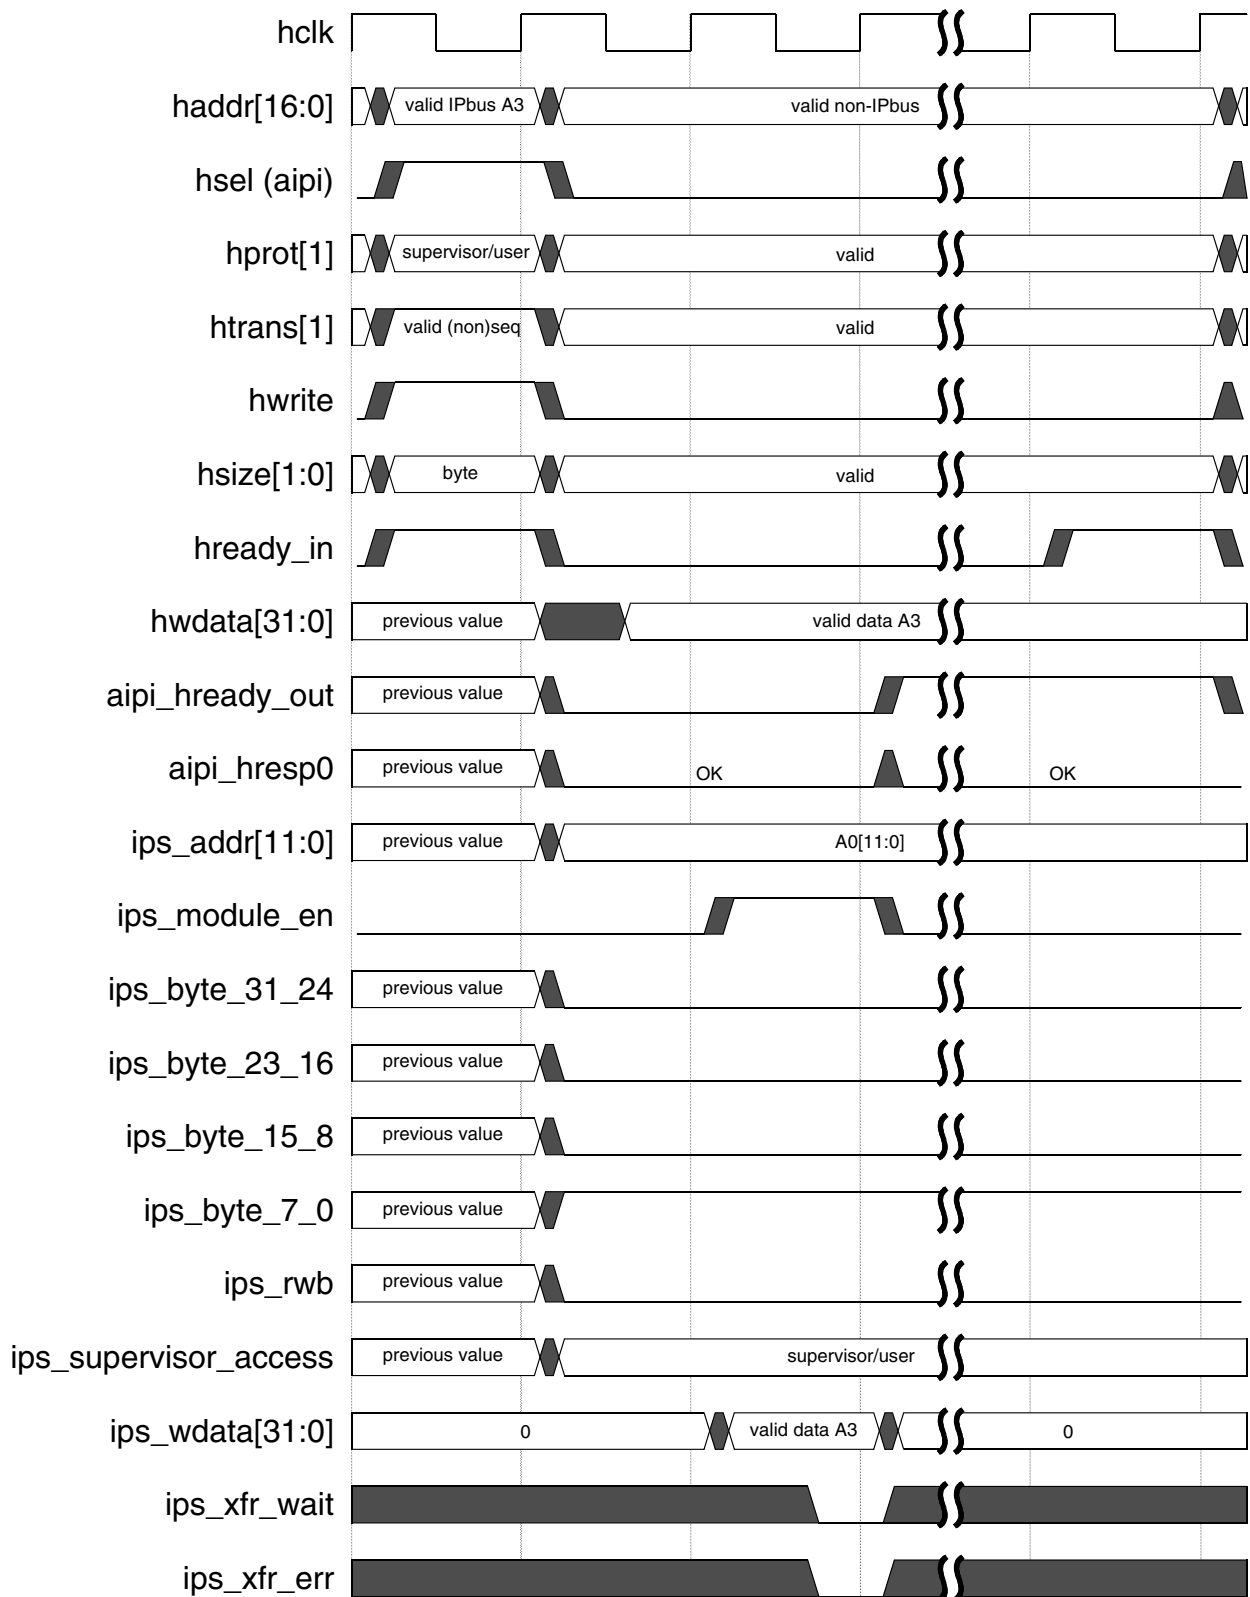 hclk
haddr[16:0] valid IPbus A3 valid non-IPbus
hsel (aipi)
hprot[1] supervisor/user valid
htrans[1] valid (non)seq valid
hwrite
hsize[1:0] byte valid
hready_in
hwdata[31:0] previous value valid data A3
aipi_hready_out previous value
aipi_hresp0 previous value OK OK
ips_addr[11:0] previous value A0[11:0]
ips_module_en
ips_byte_31_24 previous value
ips_byte_23_16 previous value
ips_byte_15_8 previous value
ips_byte_7_0 previous value
ips_rwb previous value
ips_supervisor_access previous value supervisor/user
ips_wdata[31:0] 0 valid data A3 0
ips_xfr_wait
ips_xfr_err